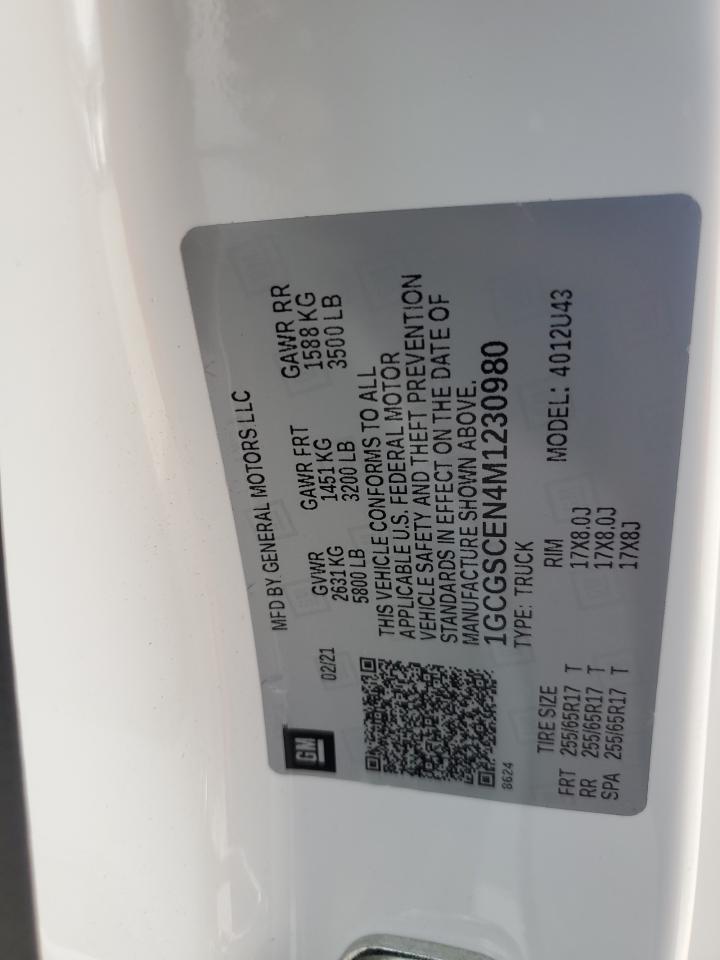 MFD BY GENERAL MOTORS LLC
GM
02/21
GVWR GAWR FRT GAWR RR
2631 KG 1451 KG 1588 KG
5800 LB 3200 LB 3500 LB
THIS VEHICLE CONFORMS TO ALL
APPLICABLE U.S. FEDERAL MOTOR
VEHICLE SAFETY AND THEFT PREVENTION
STANDARDS IN EFFECT ON THE DATE OF
MANUFACTURE SHOWN ABOVE.
1GCGSCEN4M1230980
8624
TYPE: TRUCK
TIRE SIZE RIM MODEL: 4012U43
FRT 255/65R17 T 17X8.0J
RR 255/65R17 T 17X8.0J
SPA 255/65R17 T 17X8J